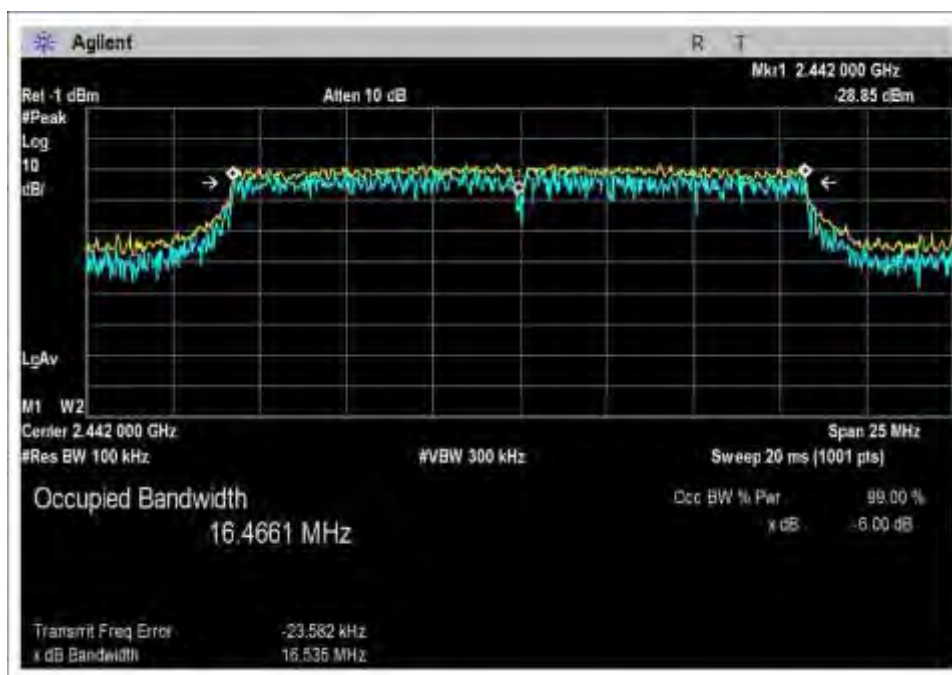 Agilent R T
Mkr1 2.442 000 GHz
Ref -1 dBm Atten 10 dB -28.85 dBm
#Peak
Log
10
dB/
LgAv
M1 W2
Center 2.442 000 GHz Span 25 MHz
#Res BW 100 kHz #VBW 300 kHz Sweep 20 ms (1001 pts)
Occupied Bandwidth Occ BW % Pwr 99.00 %
16.4661 MHz x dB -6.00 dB
Transmit Freq Error -23.582 kHz
x dB Bandwidth 16.535 MHz